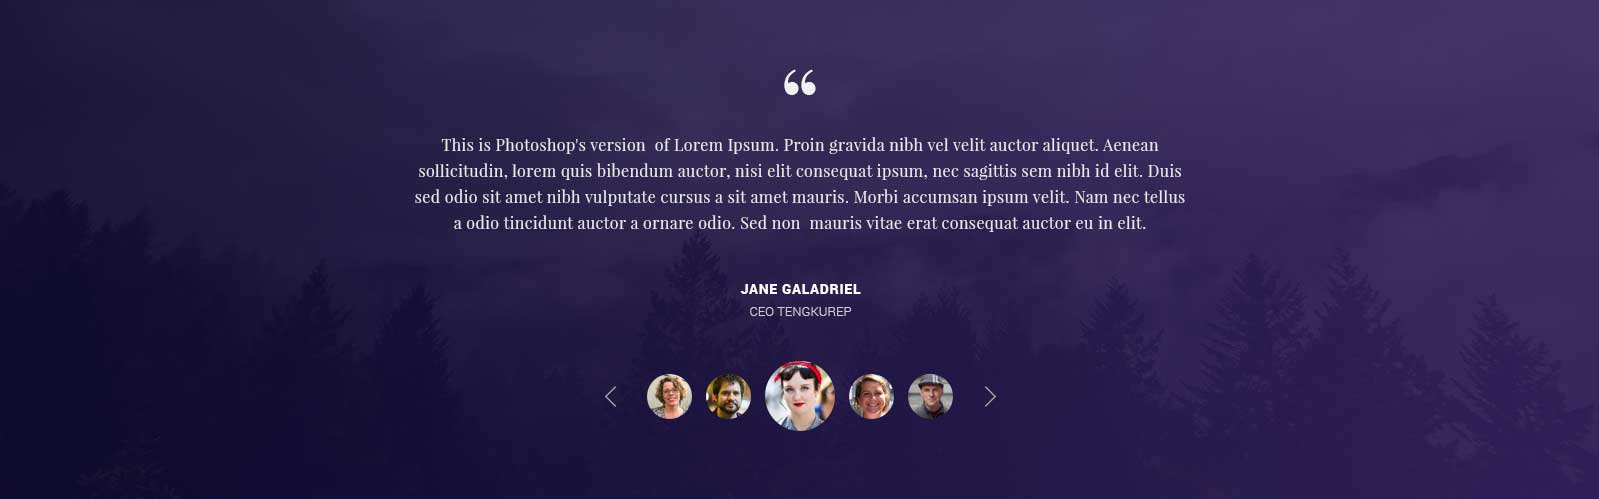 “
This is Photoshop's version  of Lorem Ipsum. Proin gravida nibh vel velit auctor aliquet. Aenean
sollicitudin, lorem quis bibendum auctor, nisi elit consequat ipsum, nec sagittis sem nibh id elit. Duis
sed odio sit amet nibh vulputate cursus a sit amet mauris. Morbi accumsan ipsum velit. Nam nec tellus
a odio tincidunt auctor a ornare odio. Sed non  mauris vitae erat consequat auctor eu in elit.
JANE GALADRIEL
CEO TENGKUREP